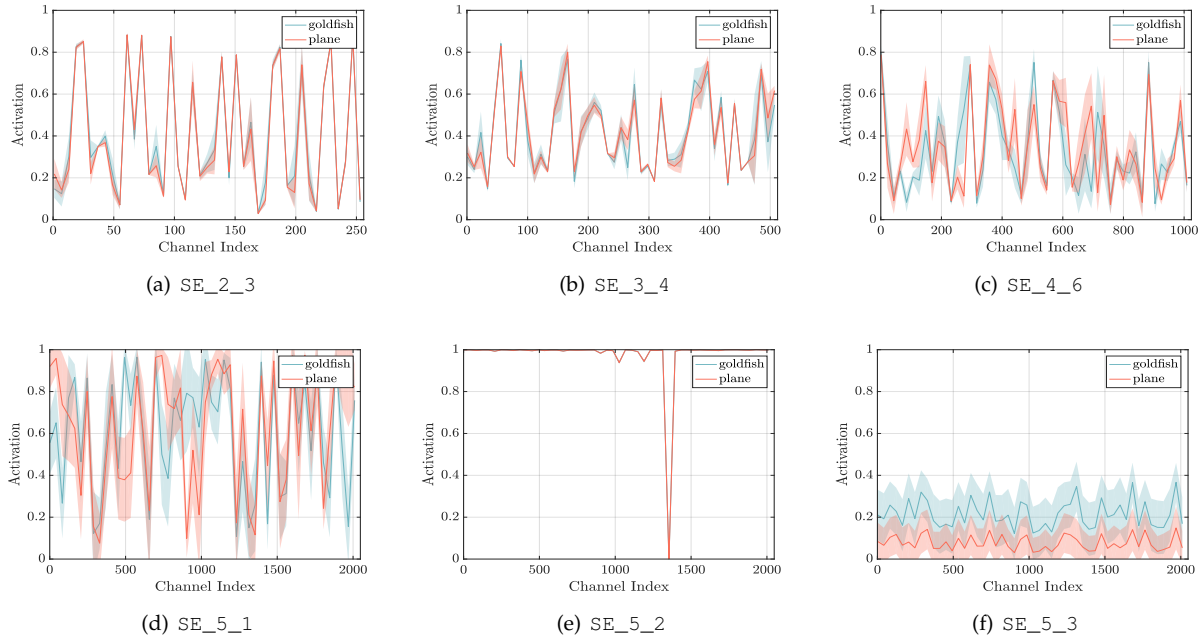 1
0.8
0.6
0.4
0.2
0
Activation
0 50 100 150 200 250
Channel Index
goldfish
plane
(a) SE_2_3
1
0.8
0.6
0.4
0.2
0
Activation
0 100 200 300 400 500
Channel Index
goldfish
plane
(b) SE_3_4
1
0.8
0.6
0.4
0.2
0
Activation
0 200 400 600 800 1000
Channel Index
goldfish
plane
(c) SE_4_6
1
0.8
0.6
0.4
0.2
0
Activation
0 500 1000 1500 2000
Channel Index
goldfish
plane
(d) SE_5_1
1
0.8
0.6
0.4
0.2
0
Activation
0 500 1000 1500 2000
Channel Index
goldfish
plane
(e) SE_5_2
1
0.8
0.6
0.4
0.2
0
Activation
0 500 1000 1500 2000
Channel Index
goldfish
plane
(f) SE_5_3